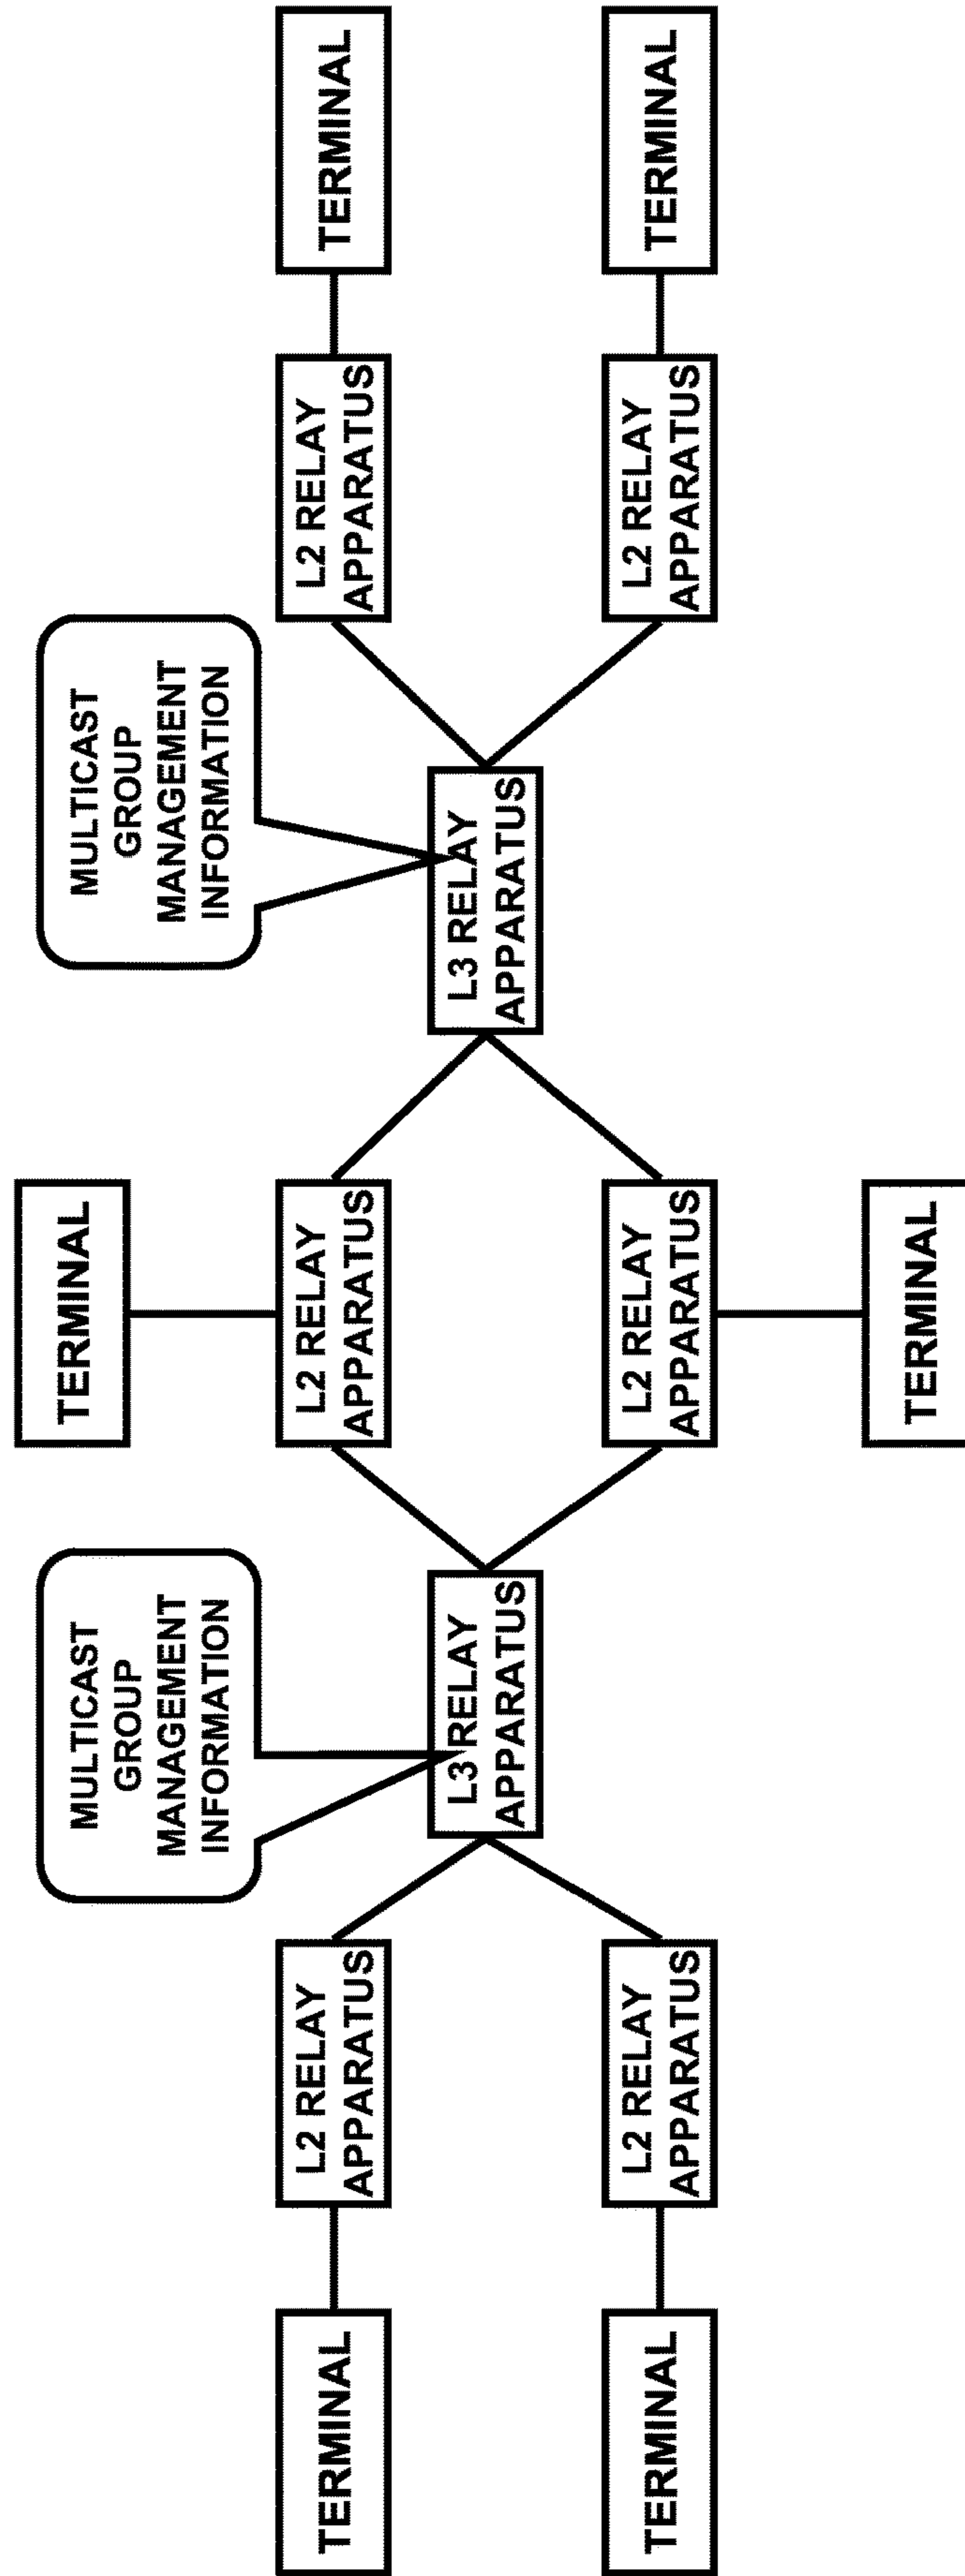 TERMINAL
MULTICAST
GROUP
MANAGEMENT
INFORMATION
MULTICAST
GROUP
MANAGEMENT
INFORMATION
TERMINAL
L2 RELAY
APPARATUS
L2 RELAY
APPARATUS
L2 RELAY
APPARATUS
TERMINAL
L3 RELAY
APPARATUS
L3 RELAY
APPARATUS
TERMINAL
L2 RELAY
APPARATUS
L2 RELAY
APPARATUS
L2 RELAY
APPARATUS
TERMINAL
TERMINAL